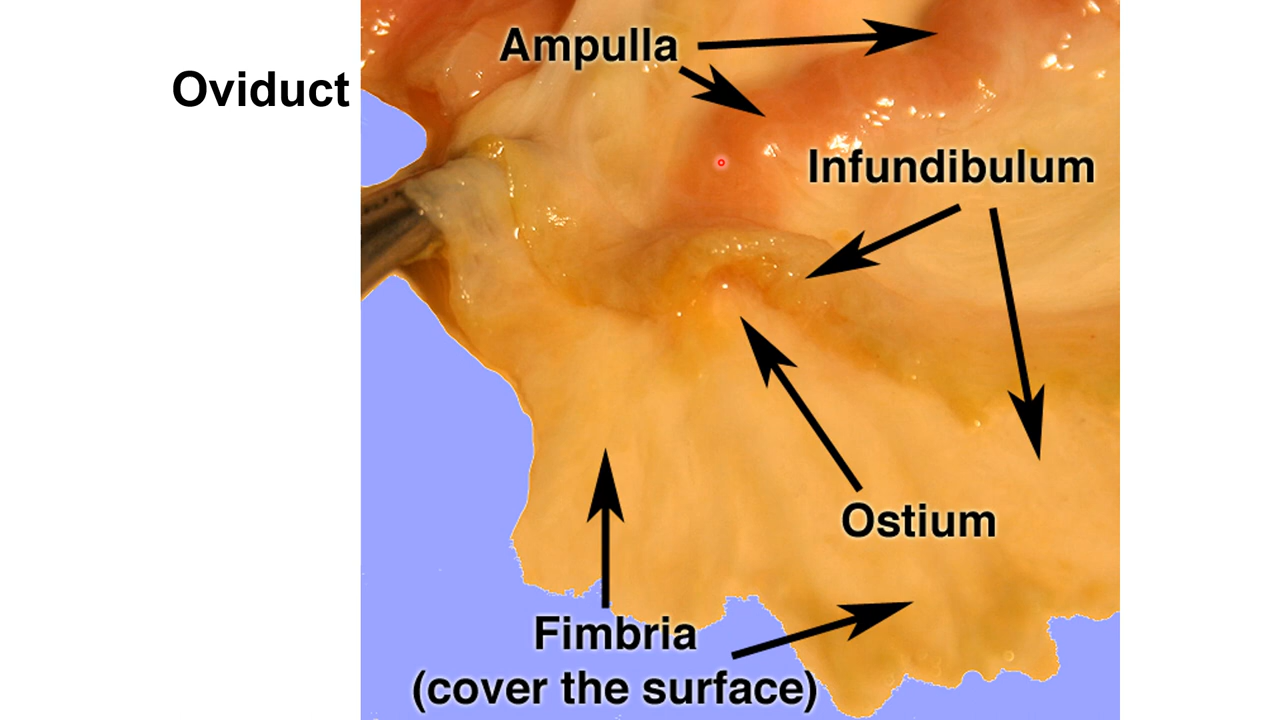 Oviduct
Ampulla
Infundibulum
Ostium
Fimbria
(cover the surface)